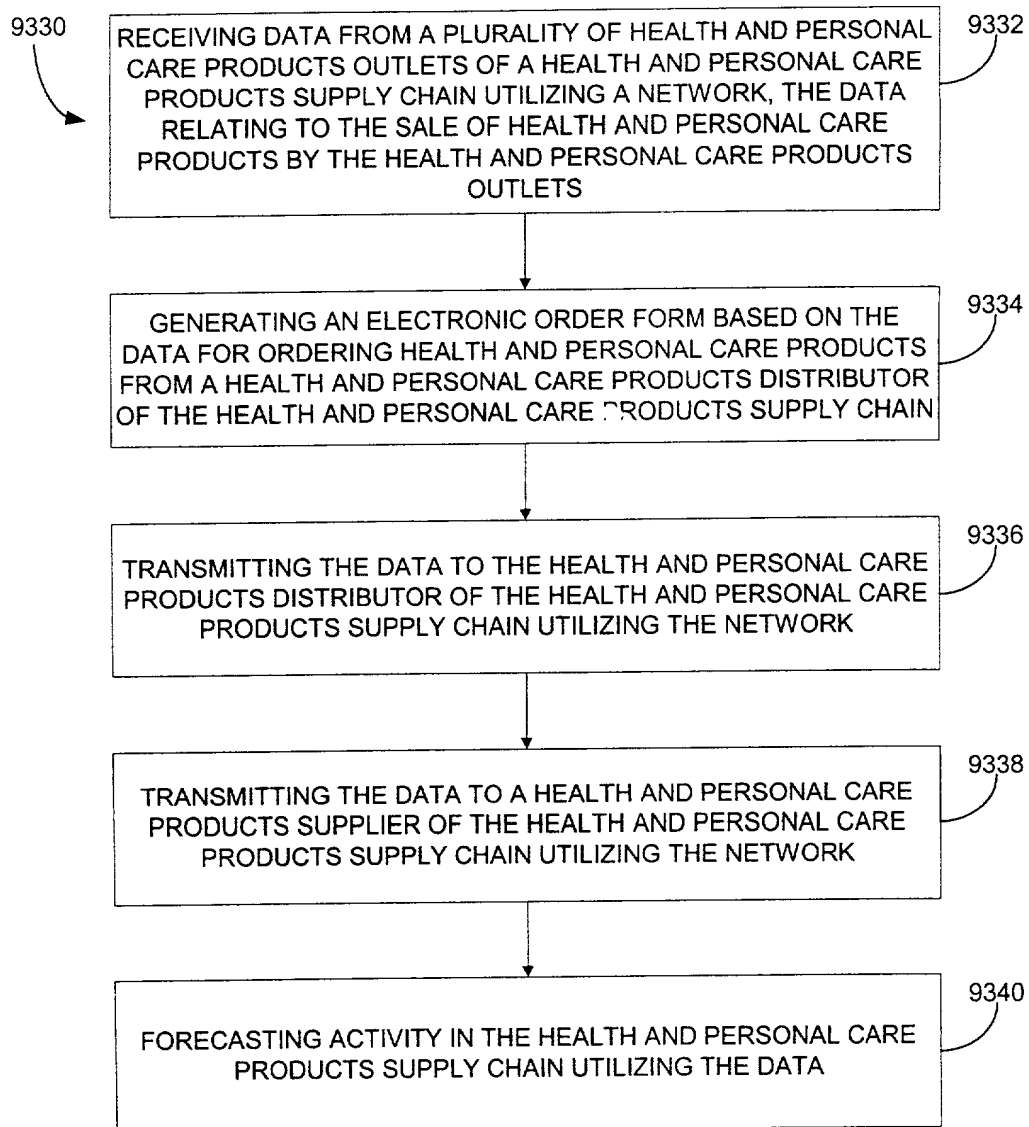 9330
RECEIVING DATA FROM A PLURALITY OF HEALTH AND PERSONAL
CARE PRODUCTS OUTLETS OF A HEALTH AND PERSONAL CARE
PRODUCTS SUPPLY CHAIN UTILIZING A NETWORK, THE DATA
RELATING TO THE SALE OF HEALTH AND PERSONAL CARE
PRODUCTS BY THE HEALTH AND PERSONAL CARE PRODUCTS
OUTLETS
9332
GENERATING AN ELECTRONIC ORDER FORM BASED ON THE
DATA FOR ORDERING HEALTH AND PERSONAL CARE PRODUCTS
FROM A HEALTH AND PERSONAL CARE PRODUCTS DISTRIBUTOR
OF THE HEALTH AND PERSONAL CARE PRODUCTS SUPPLY CHAIN
9334
TRANSMITTING THE DATA TO THE HEALTH AND PERSONAL CARE
PRODUCTS DISTRIBUTOR OF THE HEALTH AND PERSONAL CARE
PRODUCTS SUPPLY CHAIN UTILIZING THE NETWORK
9336
TRANSMITTING THE DATA TO A HEALTH AND PERSONAL CARE
PRODUCTS SUPPLIER OF THE HEALTH AND PERSONAL CARE
PRODUCTS SUPPLY CHAIN UTILIZING THE NETWORK
9338
FORECASTING ACTIVITY IN THE HEALTH AND PERSONAL CARE
PRODUCTS SUPPLY CHAIN UTILIZING THE DATA
9340